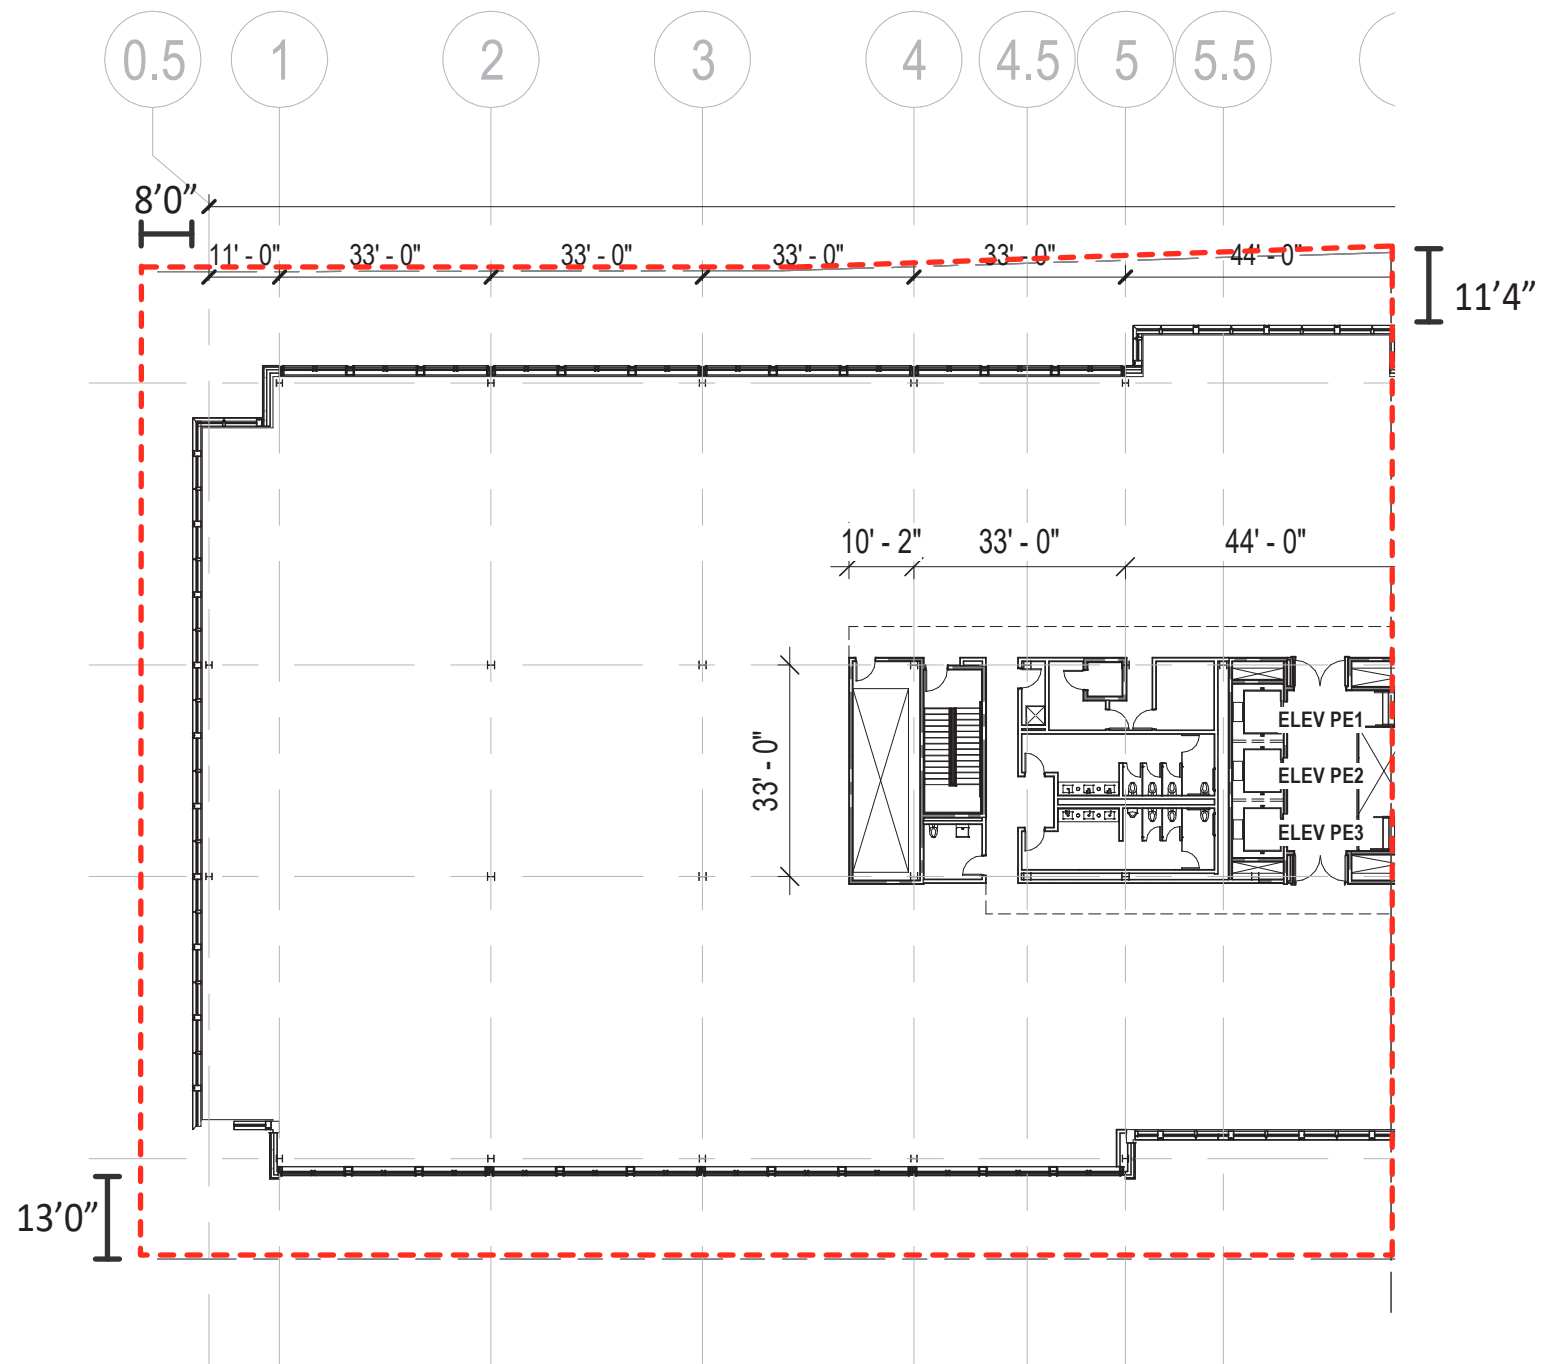 0.5 1 2 3 4 4.5 5 5.5
8’0”
11' - 0" 33' - 0" 33' - 0" 33' - 0" 33' - 0" 44' - 0"
11’4”
10' - 2" 33' - 0" 44' - 0"
33' - 0"
ELEV PE1
ELEV PE2
ELEV PE3
13’0”